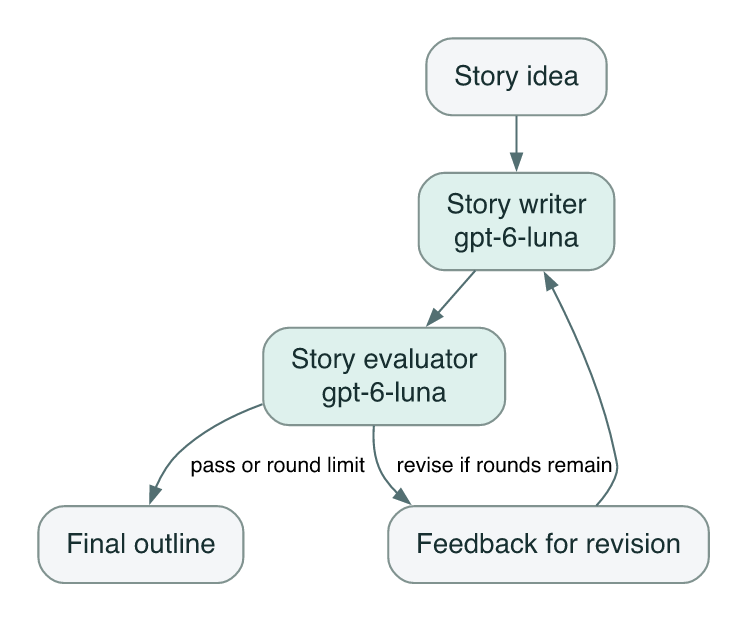 Story idea
Story writer
gpt-6-luna
Story evaluator
gpt-6-luna
pass or round limit
revise if rounds remain
Final outline
Feedback for revision